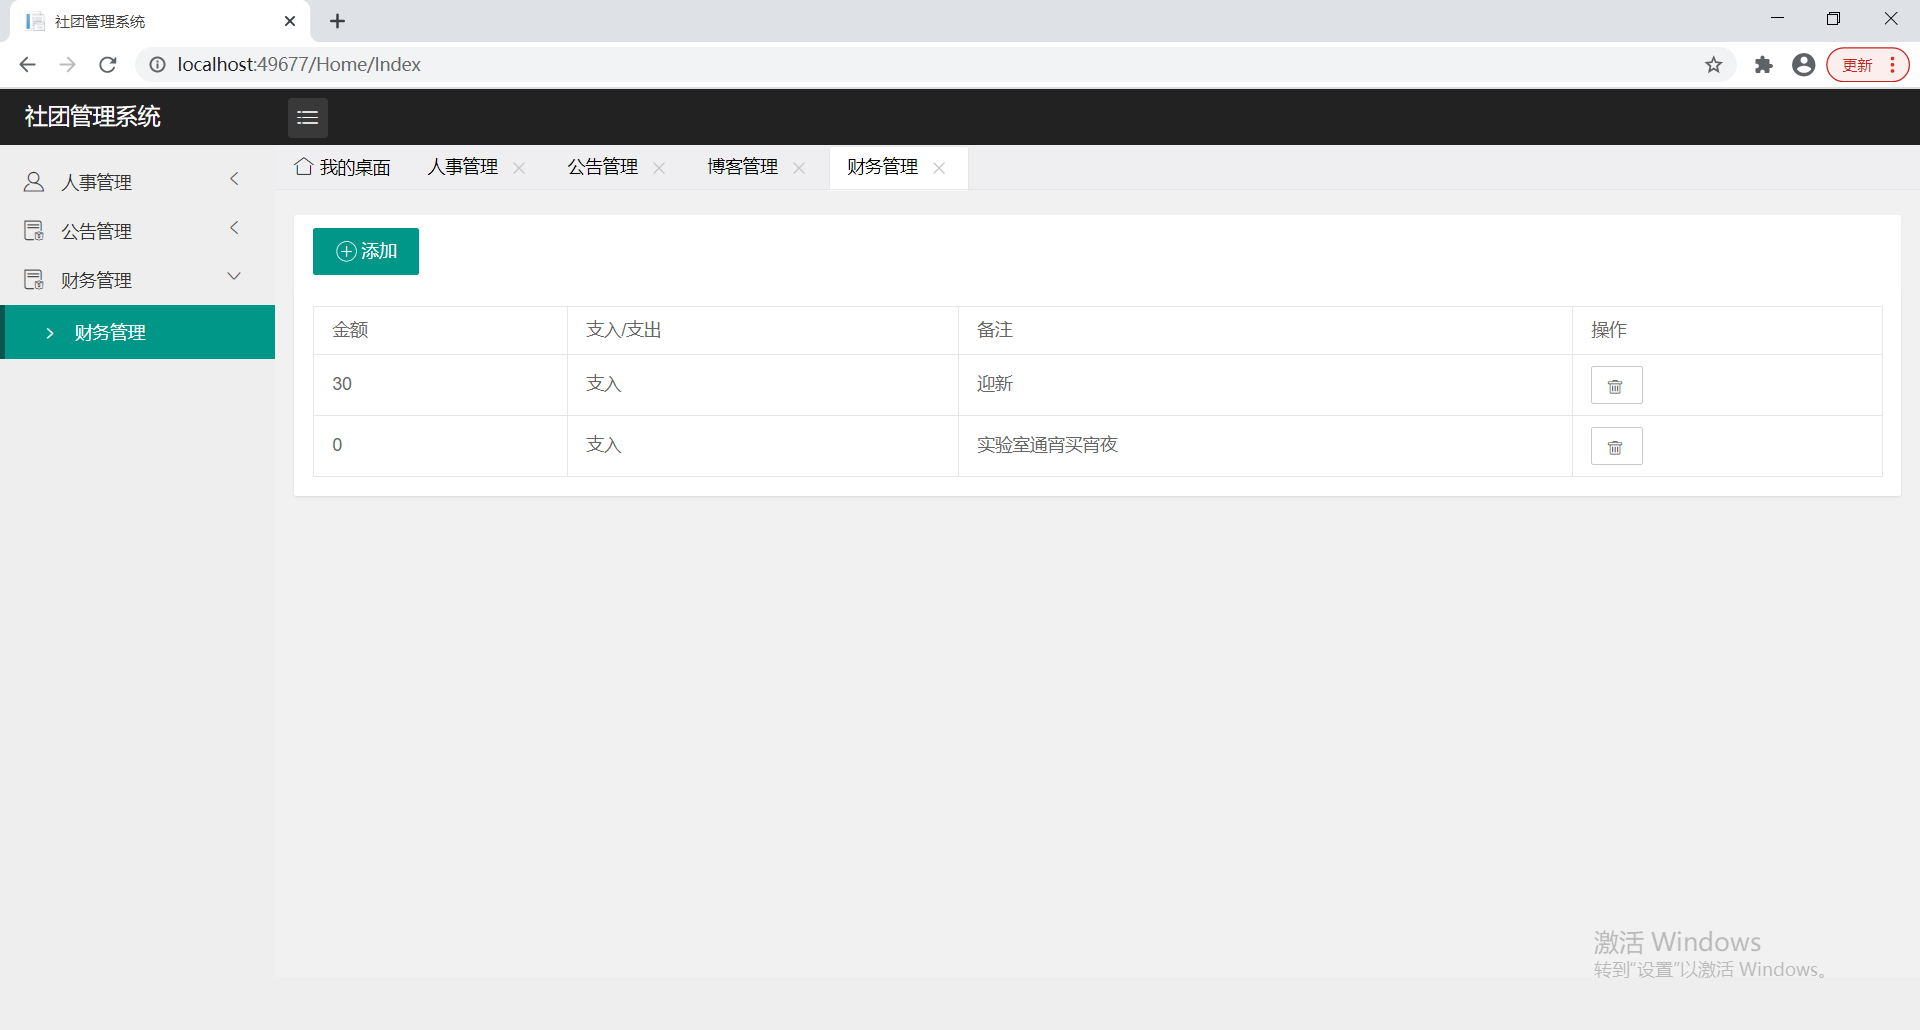 社团管理系统
localhost:49677/Home/Index
更新
社团管理系统
我的桌面 人事管理 公告管理 博客管理 财务管理
人事管理
公告管理
财务管理
财务管理
添加
金额 支入/支出 备注 操作
30 支入 迎新
0 支入 实验室通宵买宵夜
激活 Windows
转到“设置”以激活 Windows。